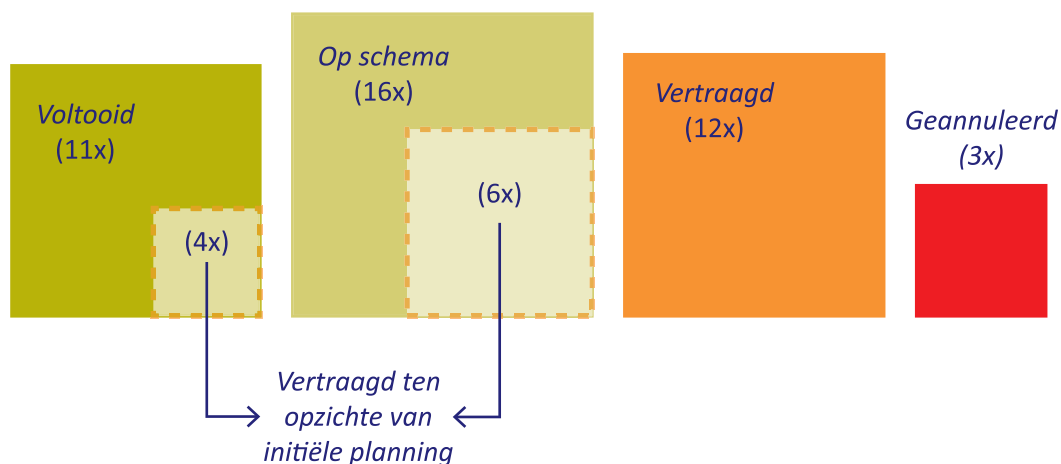 Voltooid
(11x)
(4x)
Op schema
(16x)
(6x)
Vertraagd
(12x)
Geannuleerd
(3x)
Vertraagd ten
opzichte van
initiële planning